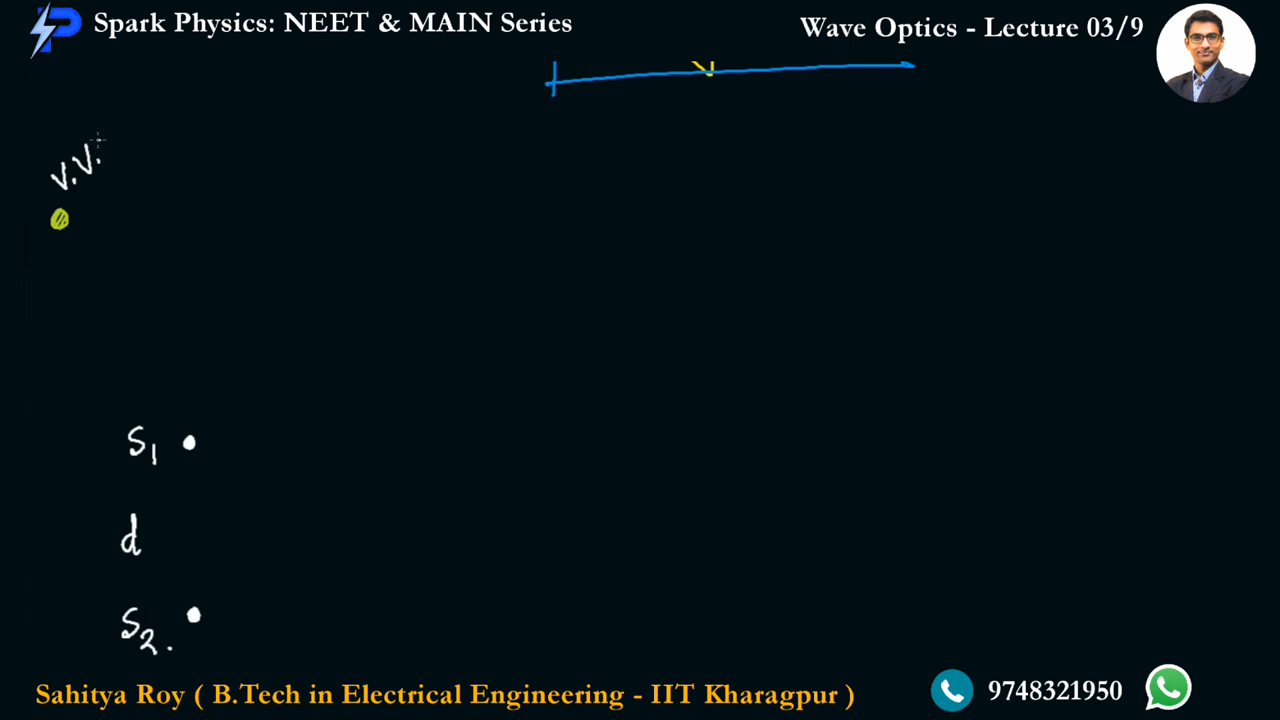 Spark Physics: NEET & MAIN Series
Wave Optics - Lecture 03/9
V.V.
S1
d
S2.
Sahitya Roy ( B.Tech in Electrical Engineering - IIT Kharagpur )
9748321950